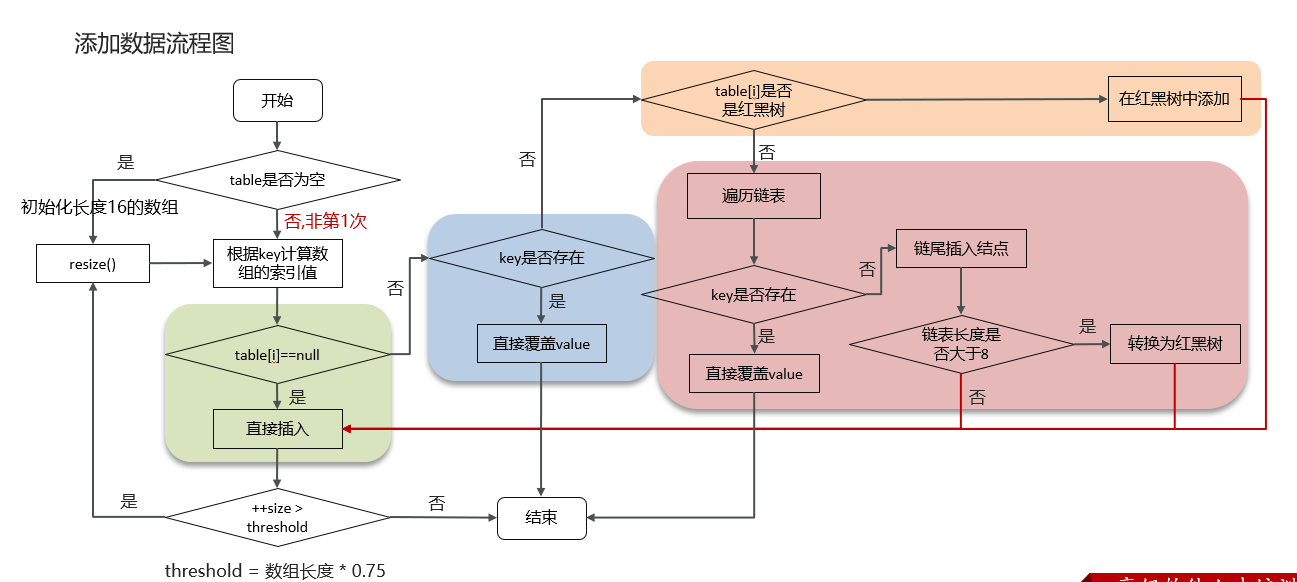 添加数据流程图
开始
是
table是否为空
初始化长度16的数组
否,非第1次
resize()
根据key计算数
组的索引值
否
table[i]==null
是
直接插入
是
++size >
threshold
否
threshold = 数组长度 * 0.75
否
key是否存在
是
直接覆盖value
结束
table[i]是否
是红黑树
在红黑树中添加
否
遍历链表
key是否存在
否
链尾插入结点
是
直接覆盖value
链表长度是
否大于8
是
转换为红黑树
否